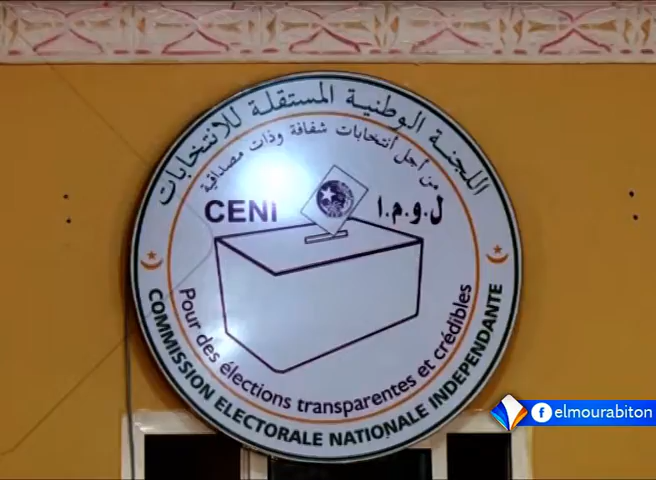 اللجنة الوطنية المستقلة للانتخابات
من أجل أنتخابات شفافة وذات مصداقية
CENI
ل.و.م.ا
Pour des élections transparentes et crédibles
COMMISSION ELECTORALE NATIONALE INDEPENDANTE
elmourabiton